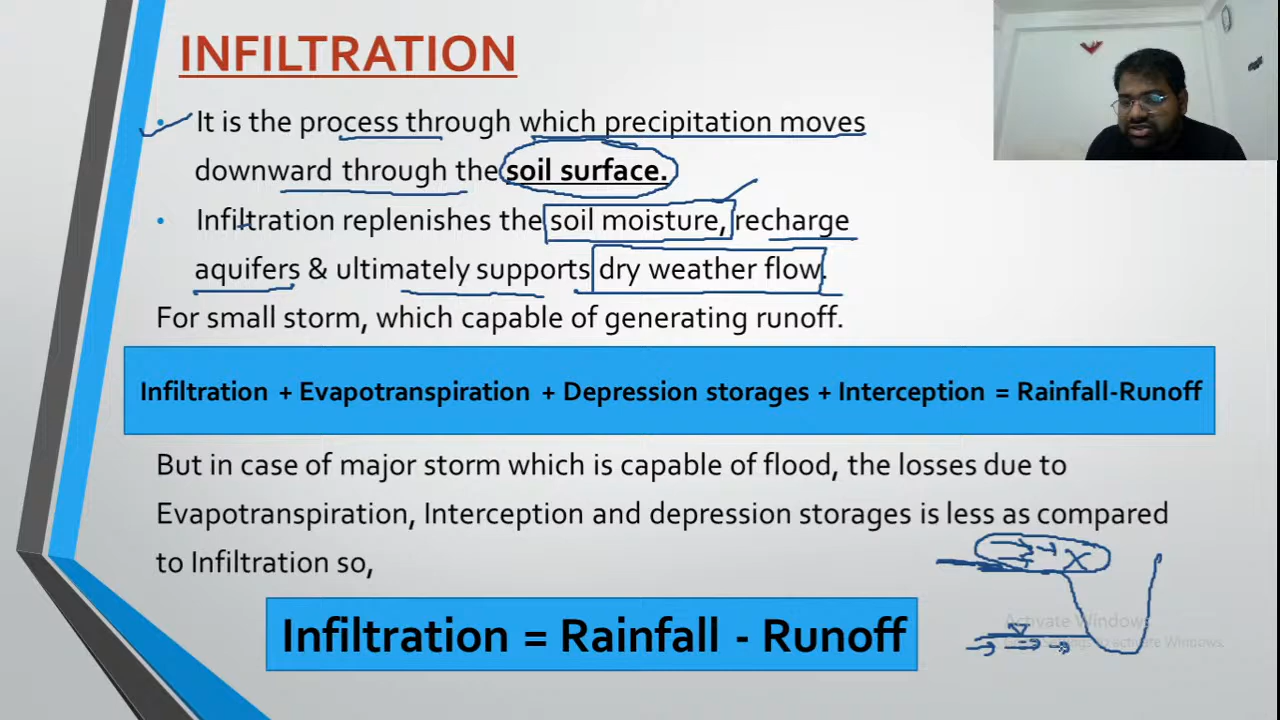 INFILTRATION
• It is the process through which precipitation moves
downward through the soil surface.
• Infiltration replenishes the soil moisture, recharge
aquifers & ultimately supports dry weather flow.
For small storm, which capable of generating runoff.
Infiltration + Evapotranspiration + Depression storages + Interception = Rainfall-Runoff
But in case of major storm which is capable of flood, the losses due to
Evapotranspiration, Interception and depression storages is less as compared
to Infiltration so,
Infiltration = Rainfall - Runoff
Activate Windows
to activate Windows.